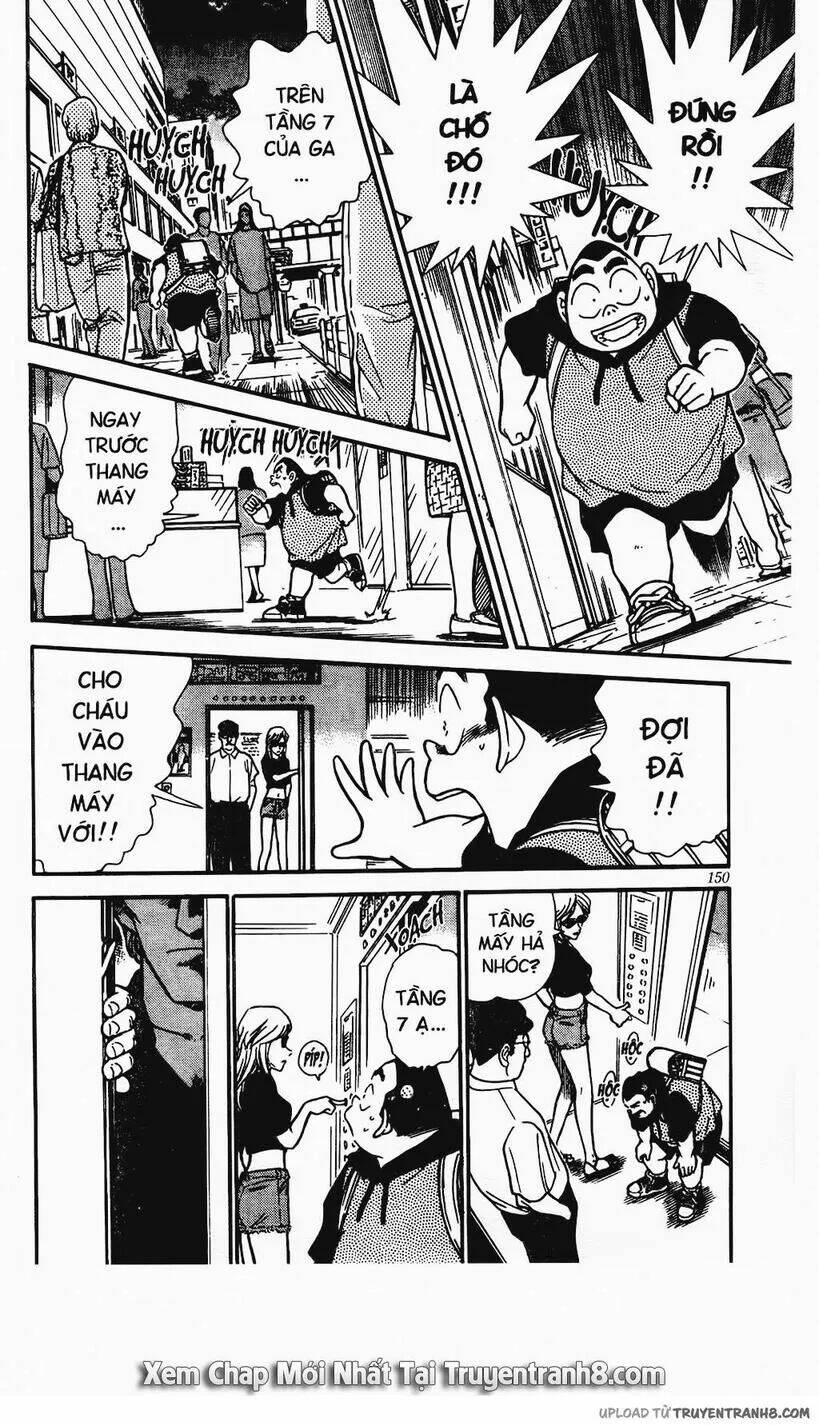 ĐÚNG
RỒI
!!
LÀ
CHỖ
ĐÓ
!!!
HUỴCH
TRÊN
TẦNG 7
CỦA GA
...
HUỴCH
HUỴCH
JR
NGAY
TRƯỚC
THANG
MÁY
...
HUỴCH HUỴCH
ĐỢI
ĐÃ
!!
CHO
CHÁU
VÀO
THANG
MÁY
VỚI!!
150
TẦNG
MẤY HẢ
NHÓC?
HỘC
HỘC
XOẠCH
TẦNG
7 Ạ...
PÍP!
Xem Chap Mới Nhất Tại Truyentranh8.com
UPLOAD TỪ TRUYENTRANH8.COM